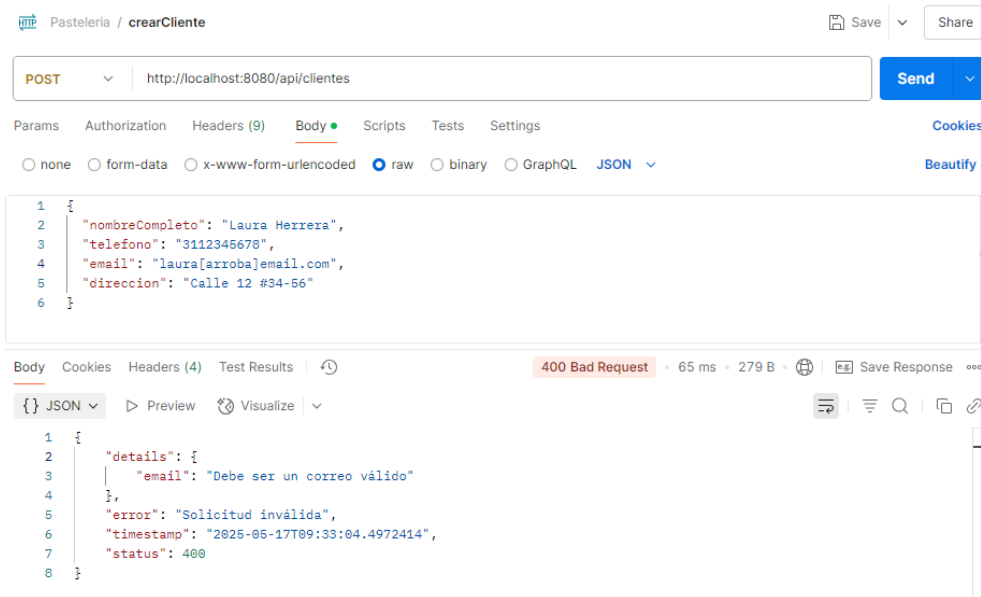 HTTP Pasteleria / crearCliente Save Share
POST http://localhost:8080/api/clientes Send
Params Authorization Headers (9) Body Scripts Tests Settings Cookies
none form-data x-www-form-urlencoded raw binary GraphQL JSON Beautify
1 {
2 "nombreCompleto": "Laura Herrera",
3 "telefono": "3112345678",
4 "email": "laura[arroba]email.com",
5 "direccion": "Calle 12 #34-56"
6 }
Body Cookies Headers (4) Test Results 400 Bad Request • 65 ms • 279 B • e.g. Save Response
{} JSON Preview Visualize
1 {
2 "details": {
3 "email": "Debe ser un correo válido"
4 },
5 "error": "Solicitud inválida",
6 "timestamp": "2025-05-17T09:33:04.4972414",
7 "status": 400
8 }